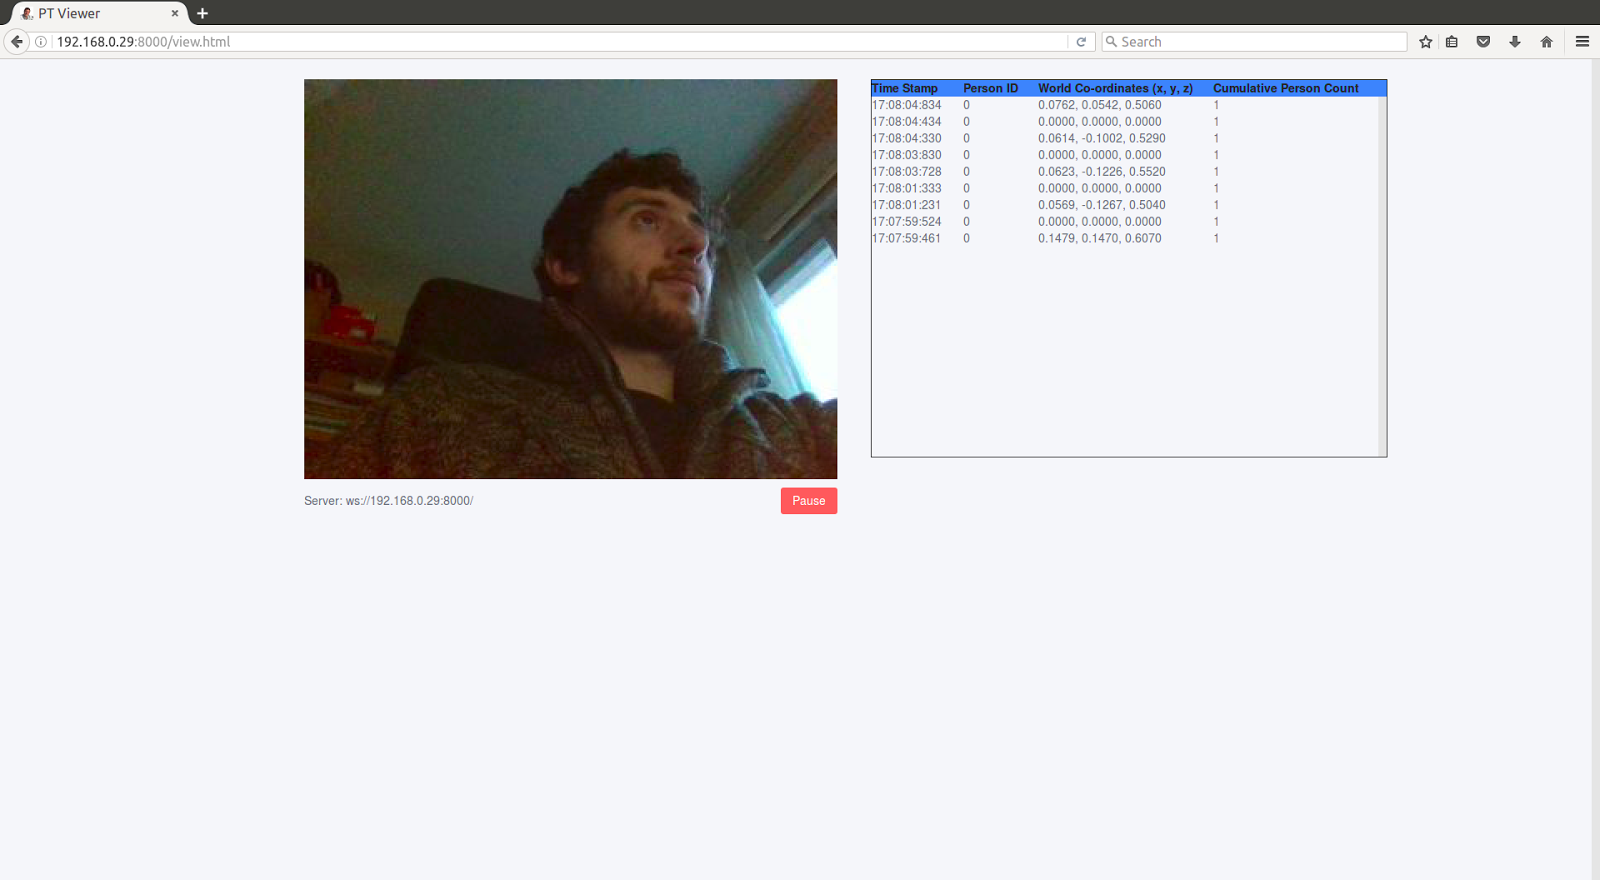 PT Viewer
192.168.0.29:8000/view.html
Search
Time Stamp Person ID World Co-ordinates (x, y, z) Cumulative Person Count
17:08:04:834 0 0.0762, 0.0542, 0.5060 1
17:08:04:434 0 0.0000, 0.0000, 0.0000 1
17:08:04:330 0 0.0614, -0.1002, 0.5290 1
17:08:03:830 0 0.0000, 0.0000, 0.0000 1
17:08:03:728 0 0.0623, -0.1226, 0.5520 1
17:08:01:333 0 0.0000, 0.0000, 0.0000 1
17:08:01:231 0 0.0569, -0.1267, 0.5040 1
17:07:59:524 0 0.0000, 0.0000, 0.0000 1
17:07:59:461 0 0.1479, 0.1470, 0.6070 1
Server: ws://192.168.0.29:8000/
Pause